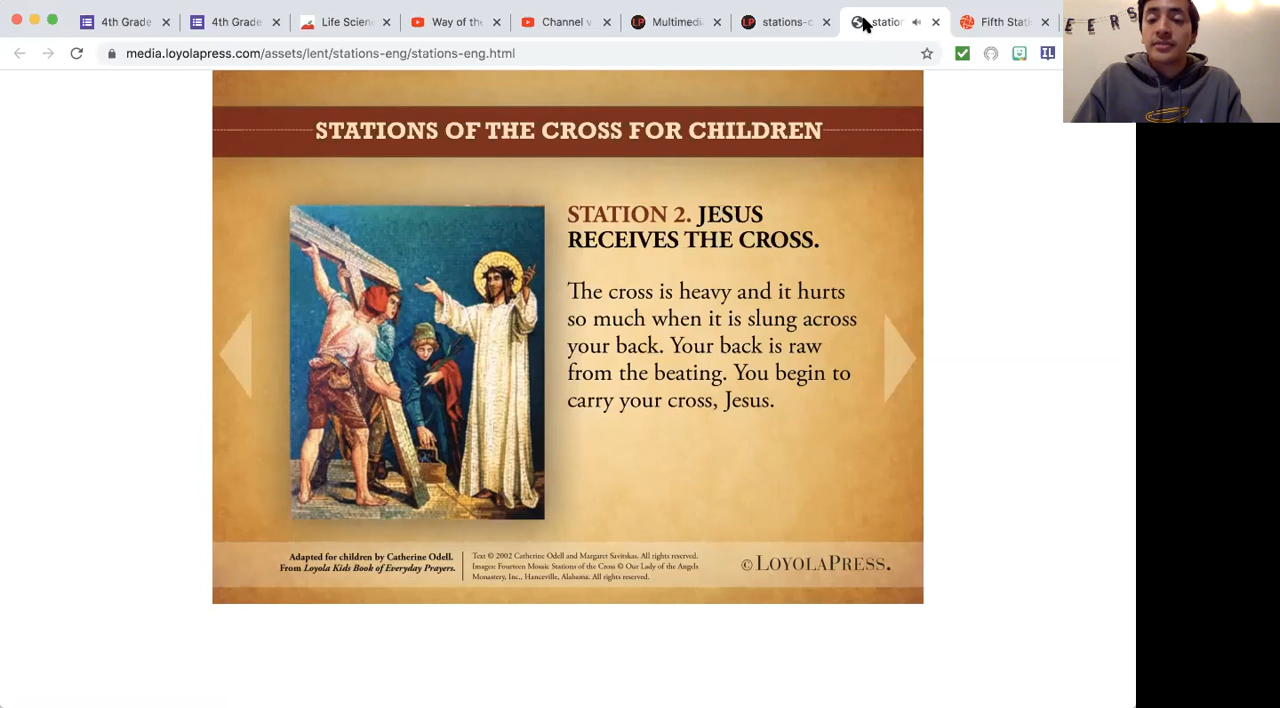 4th Grade
4th Grade
Life Scien
Way of the
Channel v
Multimedi
stations-c
station
Fifth Stati
media.loyolapress.com/assets/lent/stations-eng/stations-eng.html
IL
E E R S
STATIONS OF THE CROSS FOR CHILDREN
STATION 2. JESUS
RECEIVES THE CROSS.
The cross is heavy and it hurts
so much when it is slung across
your back. Your back is raw
from the beating. You begin to
carry your cross, Jesus.
Adapted for children by Catherine Odell.
From Loyola Kids Book of Everyday Prayers.
Text © 2002 Catherine Odell and Margaret Savitskas. All rights reserved.
Images: Fourteen Mosaic Stations of the Cross © Our Lady of the Angels
Monastery, Inc., Hanceville, Alabama. All rights reserved.
© LOYOLAPRESS.